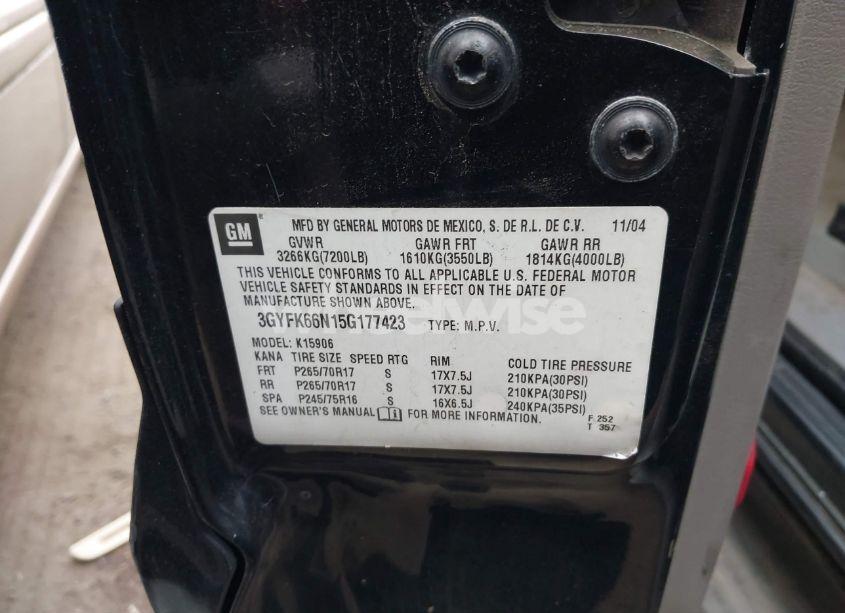 GM
MFD BY GENERAL MOTORS DE MEXICO, S. DE R.L. DE C.V. 11/04
GVWR GAWR FRT GAWR RR
3266KG(7200LB) 1610KG(3550LB) 1814KG(4000LB)
THIS VEHICLE CONFORMS TO ALL APPLICABLE U.S. FEDERAL MOTOR
VEHICLE SAFETY STANDARDS IN EFFECT ON THE DATE OF
MANUFACTURE SHOWN ABOVE.
3GYFK66N15G177423 TYPE: M.P.V.
MODEL: K15906
KANA TIRE SIZE SPEED RTG RIM COLD TIRE PRESSURE
FRT P265/70R17 S 17X7.5J 210KPA(30PSI)
RR P265/70R17 S 17X7.5J 210KPA(30PSI)
SPA P245/75R16 S 16X6.5J 240KPA(35PSI)
SEE OWNER'S MANUAL FOR MORE INFORMATION.
F 252
T 357